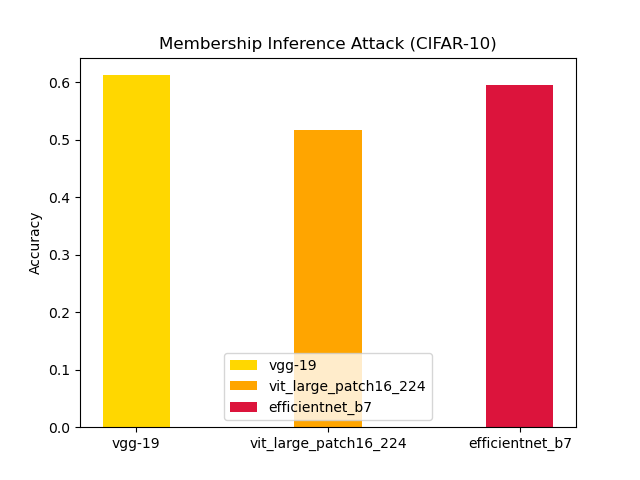 Membership Inference Attack (CIFAR-10)
Accuracy
0.6
0.5
0.4
0.3
0.2
0.1
0.0
vgg-19
vit_large_patch16_224
efficientnet_b7
vgg-19 vit_large_patch16_224 efficientnet_b7